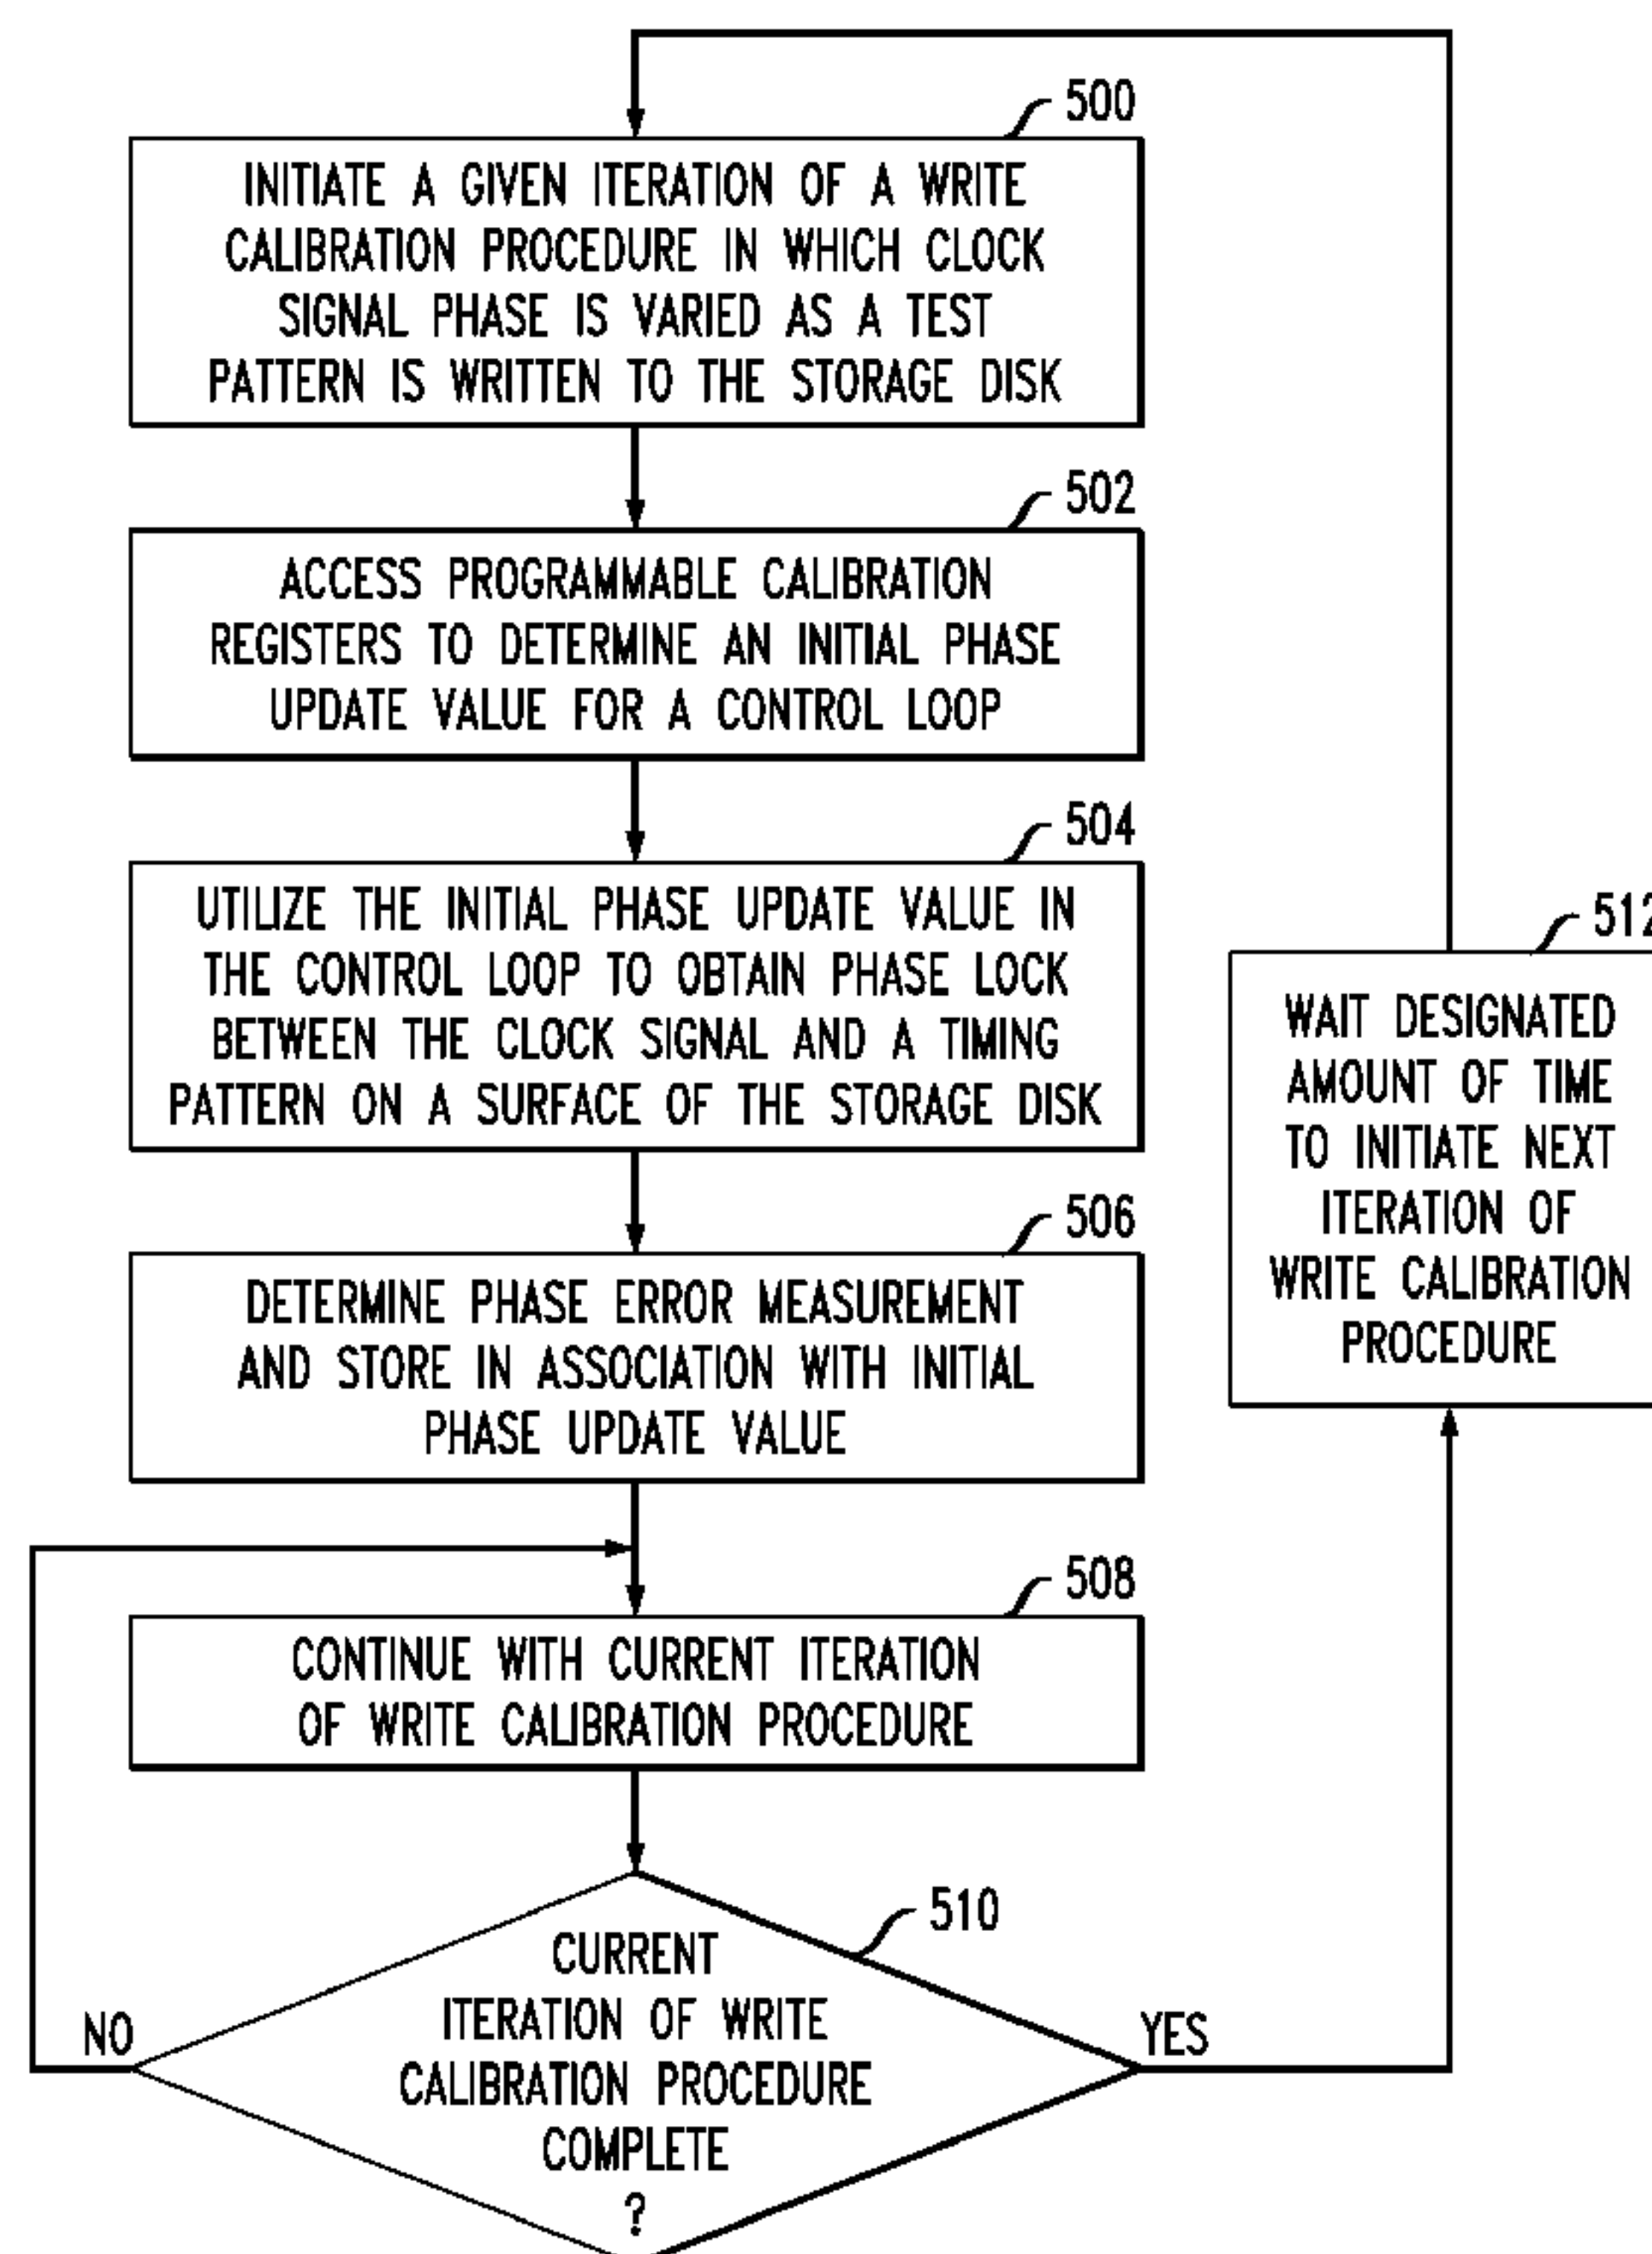 500
INITIATE A GIVEN ITERATION OF A WRITE
CALIBRATION PROCEDURE IN WHICH CLOCK
SIGNAL PHASE IS VARIED AS A TEST
PATTERN IS WRITTEN TO THE STORAGE DISK
502
ACCESS PROGRAMMABLE CALIBRATION
REGISTERS TO DETERMINE AN INITIAL PHASE
UPDATE VALUE FOR A CONTROL LOOP
504
UTILIZE THE INITIAL PHASE UPDATE VALUE IN
THE CONTROL LOOP TO OBTAIN PHASE LOCK
BETWEEN THE CLOCK SIGNAL AND A TIMING
PATTERN ON A SURFACE OF THE STORAGE DISK
506
DETERMINE PHASE ERROR MEASUREMENT
AND STORE IN ASSOCIATION WITH INITIAL
PHASE UPDATE VALUE
508
CONTINUE WITH CURRENT ITERATION
OF WRITE CALIBRATION PROCEDURE
510
CURRENT
ITERATION OF WRITE
CALIBRATION PROCEDURE
COMPLETE
?
NO
YES
512
WAIT DESIGNATED
AMOUNT OF TIME
TO INITIATE NEXT
ITERATION OF
WRITE CALIBRATION
PROCEDURE